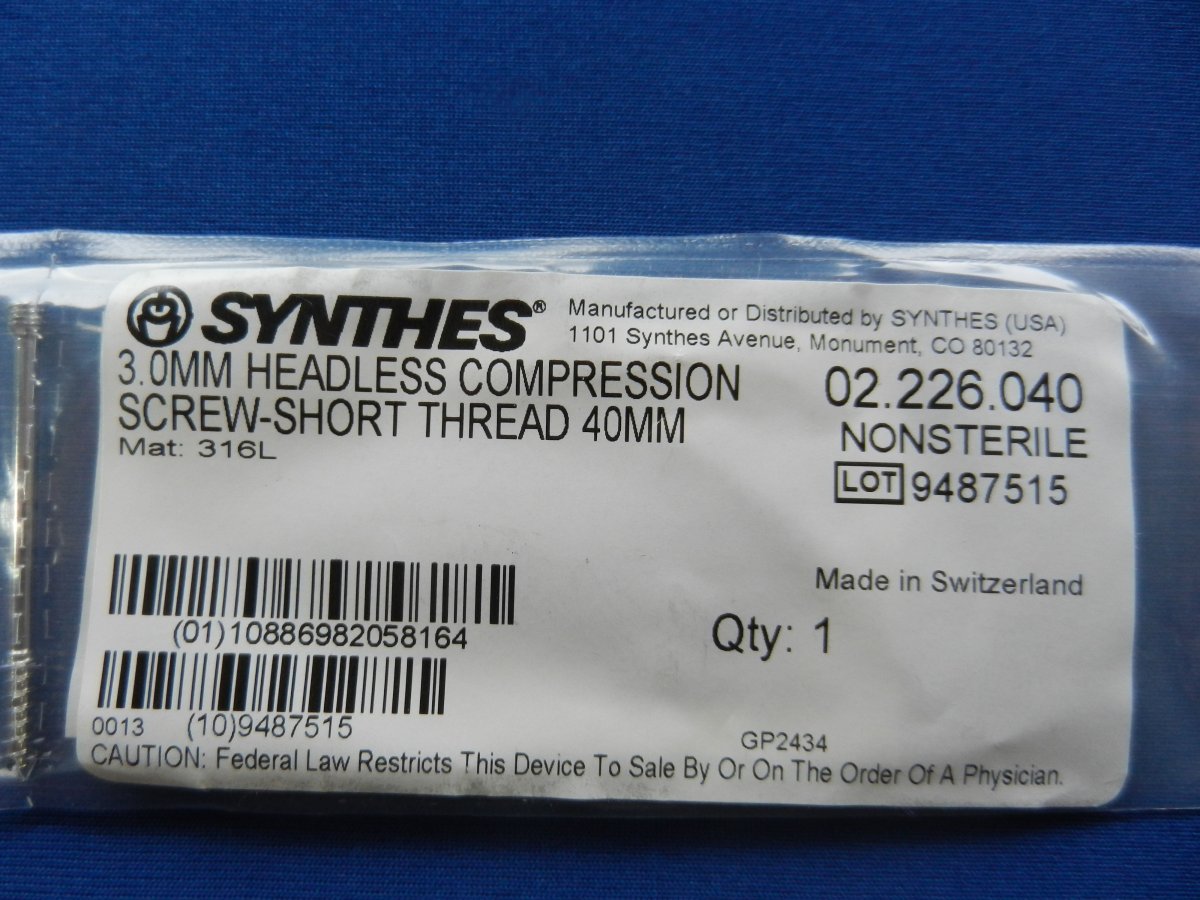 SYNTHES®
Manufactured or Distributed by SYNTHES (USA)
1101 Synthes Avenue, Monument, CO 80132
3.0MM HEADLESS COMPRESSION
SCREW-SHORT THREAD 40MM
Mat: 316L
02.226.040
NONSTERILE
LOT 9487515
Made in Switzerland
(01)10886982058164
Qty: 1
0013 (10)9487515
GP2434
CAUTION: Federal Law Restricts This Device To Sale By Or On The Order Of A Physician.